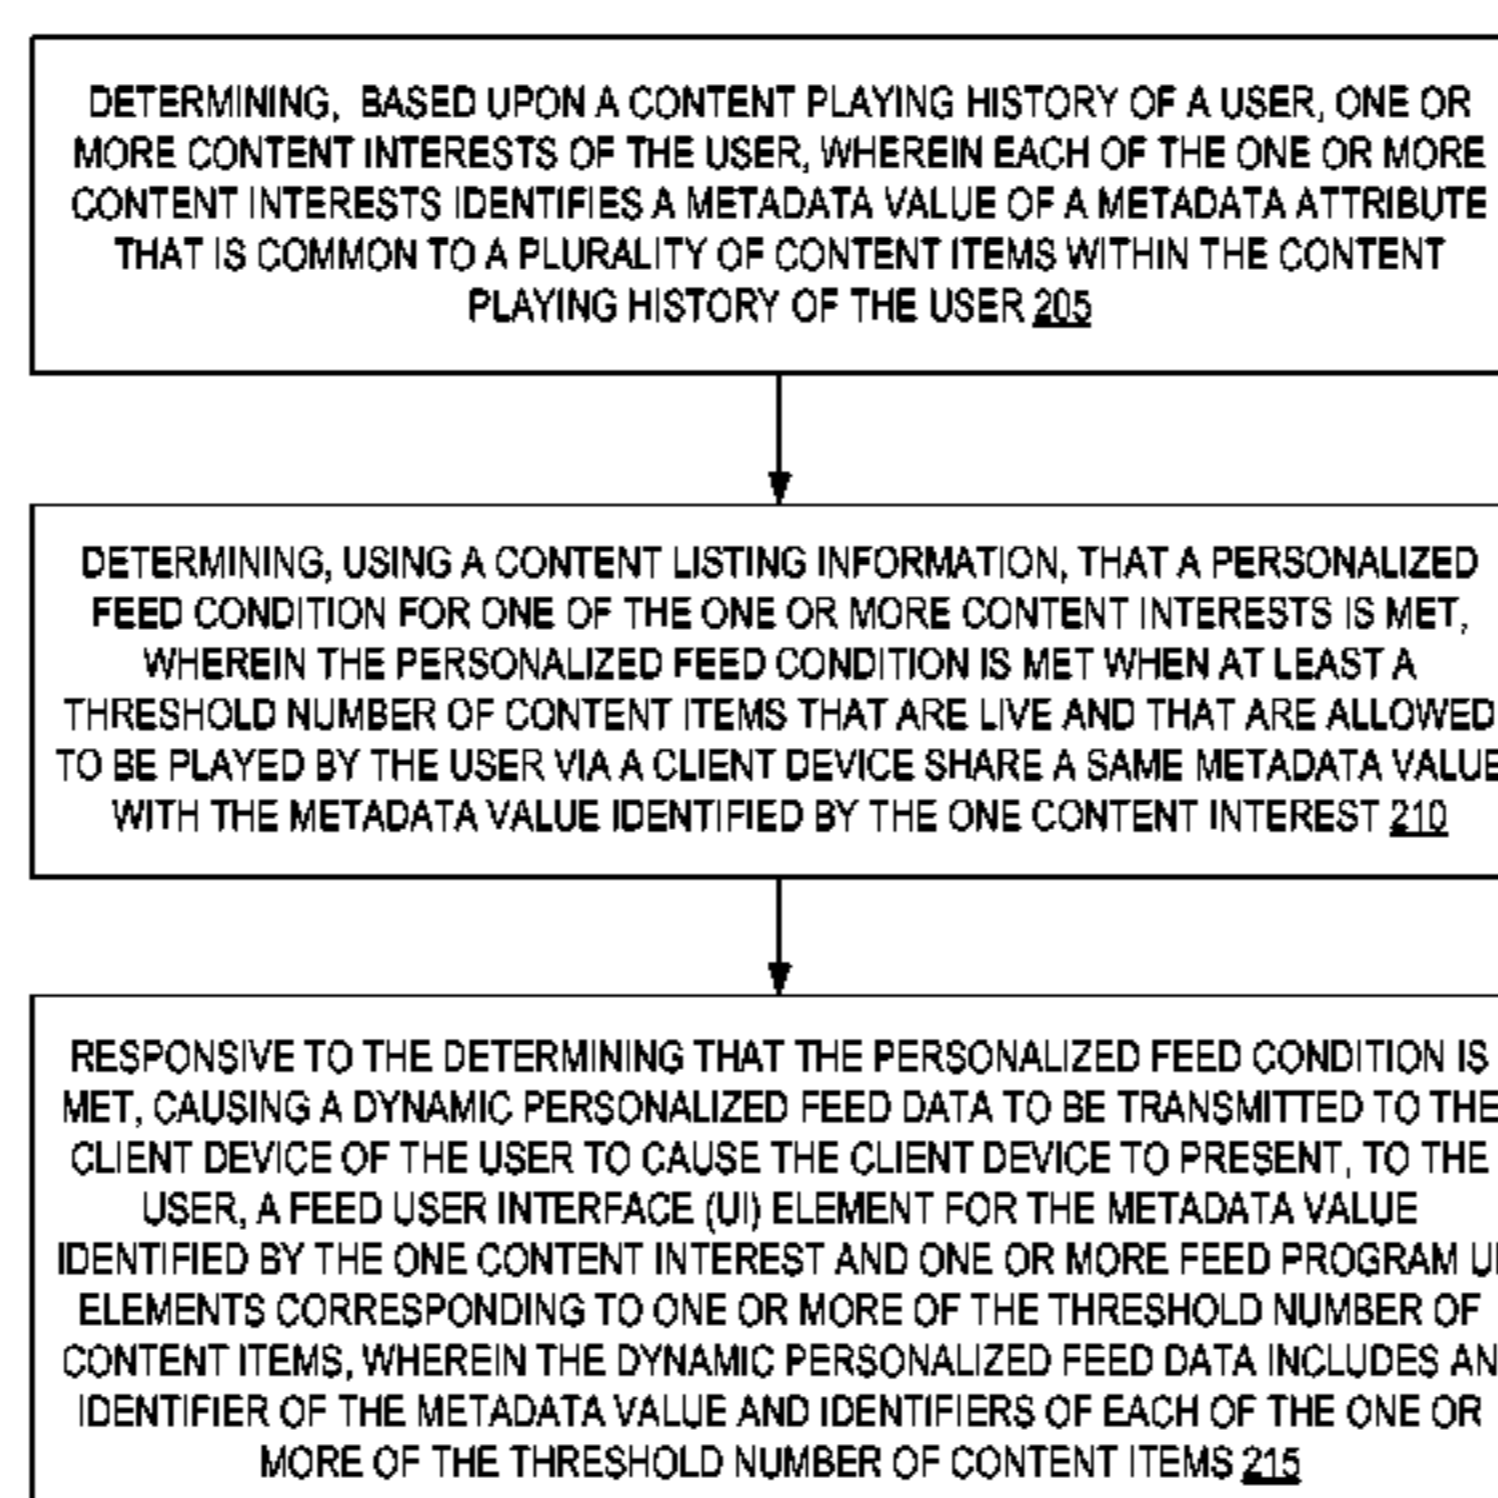 DETERMINING, BASED UPON A CONTENT PLAYING HISTORY OF A USER, ONE OR
MORE CONTENT INTERESTS OF THE USER, WHEREIN EACH OF THE ONE OR MORE
CONTENT INTERESTS IDENTIFIES A METADATA VALUE OF A METADATA ATTRIBUTE
THAT IS COMMON TO A PLURALITY OF CONTENT ITEMS WITHIN THE CONTENT
PLAYING HISTORY OF THE USER 205
DETERMINING, USING A CONTENT LISTING INFORMATION, THAT A PERSONALIZED
FEED CONDITION FOR ONE OF THE ONE OR MORE CONTENT INTERESTS IS MET,
WHEREIN THE PERSONALIZED FEED CONDITION IS MET WHEN AT LEAST A
THRESHOLD NUMBER OF CONTENT ITEMS THAT ARE LIVE AND THAT ARE ALLOWED
TO BE PLAYED BY THE USER VIA A CLIENT DEVICE SHARE A SAME METADATA VALUE
WITH THE METADATA VALUE IDENTIFIED BY THE ONE CONTENT INTEREST 210
RESPONSIVE TO THE DETERMINING THAT THE PERSONALIZED FEED CONDITION IS
MET, CAUSING A DYNAMIC PERSONALIZED FEED DATA TO BE TRANSMITTED TO THE
CLIENT DEVICE OF THE USER TO CAUSE THE CLIENT DEVICE TO PRESENT, TO THE
USER, A FEED USER INTERFACE (UI) ELEMENT FOR THE METADATA VALUE
IDENTIFIED BY THE ONE CONTENT INTEREST AND ONE OR MORE FEED PROGRAM UI
ELEMENTS CORRESPONDING TO ONE OR MORE OF THE THRESHOLD NUMBER OF
CONTENT ITEMS, WHEREIN THE DYNAMIC PERSONALIZED FEED DATA INCLUDES AN
IDENTIFIER OF THE METADATA VALUE AND IDENTIFIERS OF EACH OF THE ONE OR
MORE OF THE THRESHOLD NUMBER OF CONTENT ITEMS 215